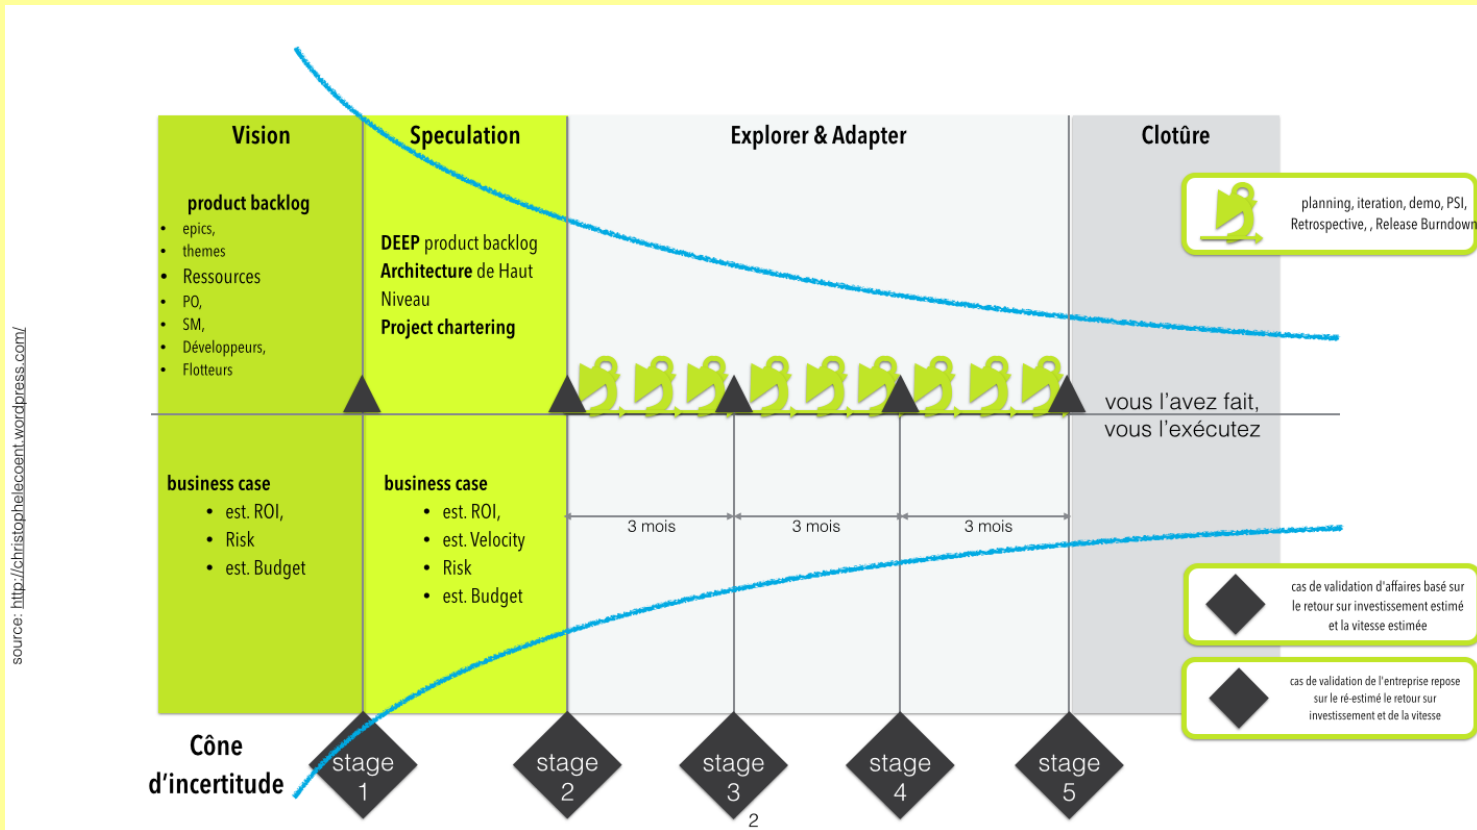 Vision
Speculation
Explorer & Adapter
Clotûre
product backlog
• epics,
• themes
• Ressources
• PO,
• SM,
• Développeurs,
• Flotteurs
DEEP product backlog
Architecture de Haut
Niveau
Project chartering
planning, iteration, demo, PSI,
Retrospective, , Release Burndown
vous l'avez fait,
vous l'exécutez
business case
• est. ROI,
• Risk
• est. Budget
business case
• est. ROI,
• est. Velocity
• Risk
• est. Budget
3 mois
3 mois
3 mois
cas de validation d'affaires basé sur
le retour sur investissement estimé
et la vitesse estimée
cas de validation de l'entreprise repose
sur le ré-estimé le retour sur
investissement et de la vitesse
Cône
d'incertitude
stage
1
stage
2
stage
3
stage
4
stage
5
2
source: http://christophelecoent.wordpress.com/